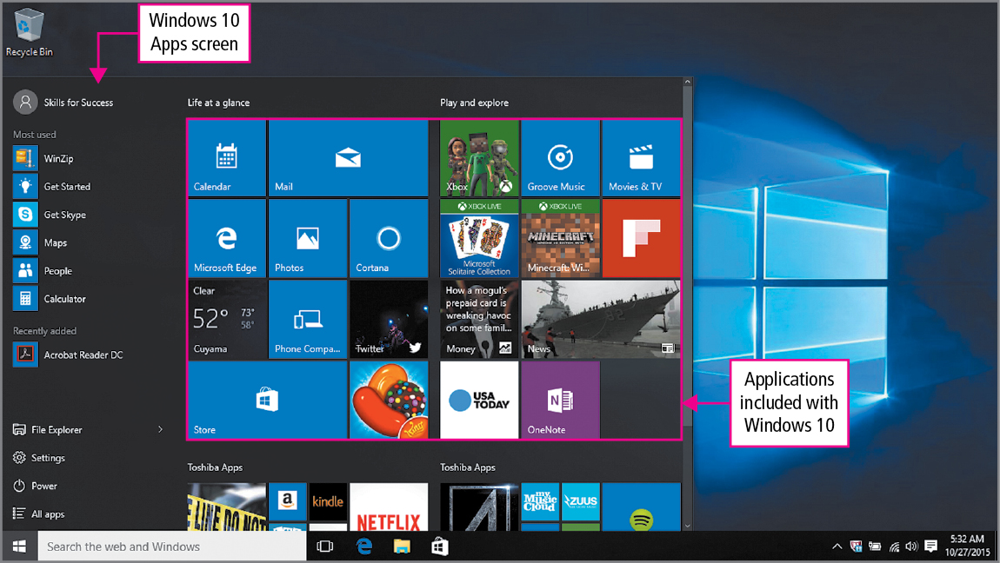 Windows 10
Apps screen
Recycle Bin
Skills for Success
Most used
WinZip
Get Started
Get Skype
Maps
People
Calculator
Recently added
Acrobat Reader DC
File Explorer
Settings
Power
All apps
Life at a glance
Calendar
Mail
Microsoft Edge
Photos
Cortana
Clear
52° 73°
58°
Cuyama
Phone Compa...
Twitter
Store
King
Play and explore
Xbox
Groove Music
Movies & TV
XBOX LIVE
Microsoft
Solitaire Collection
XBOX LIVE
MINECRAFT
Minecraft: Wi...
How a mogul's
prepaid card is
wreaking havoc
on some famil...
Money
News
USA
TODAY
N
OneNote
Applications
included with
Windows 10
Toshiba Apps
LINE DO NOT
a
kindle
NETFLIX
Toshiba Apps
my
Music
Cloud
ZUUS
Search the web and Windows
5:32 AM
10/27/2015